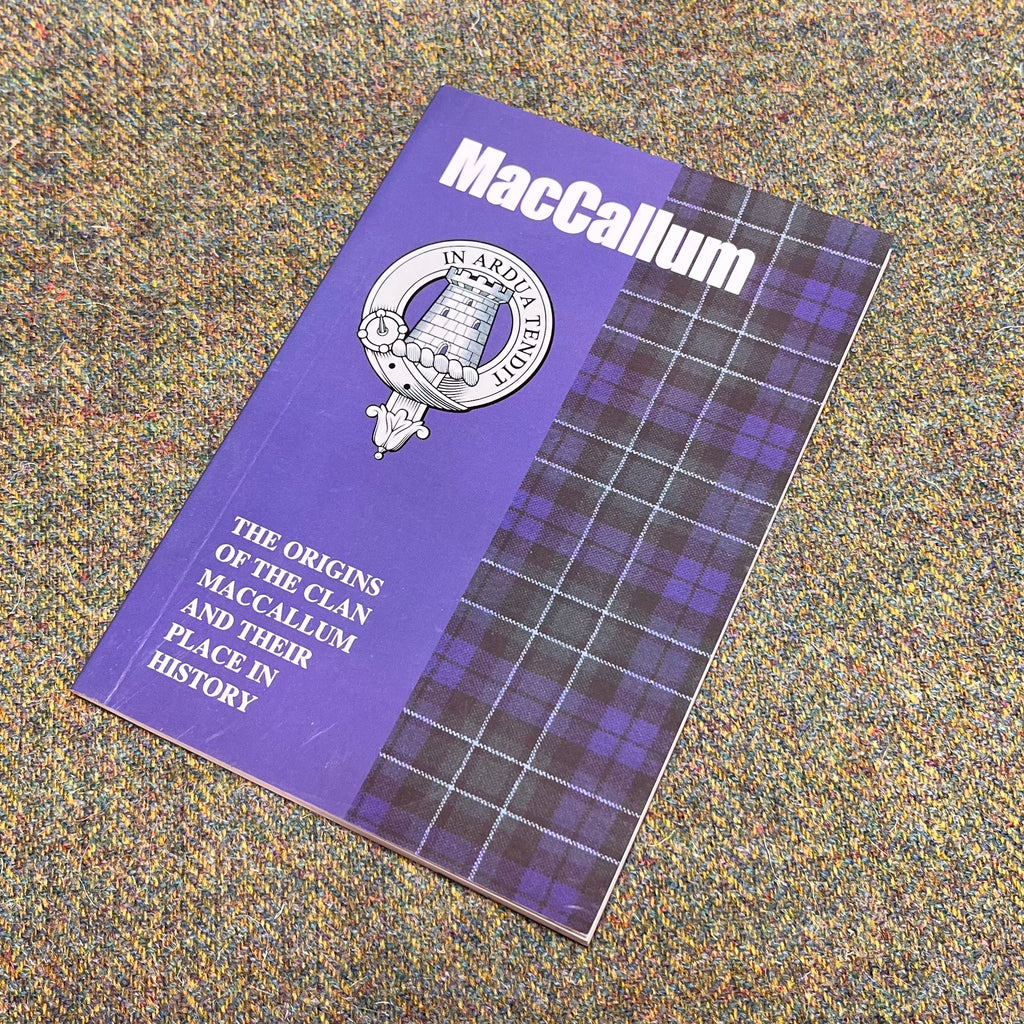 MacCallum
IN ARDUA TENDIT
THE ORIGINS
OF THE CLAN
MACCALLUM
AND THEIR
PLACE IN
HISTORY